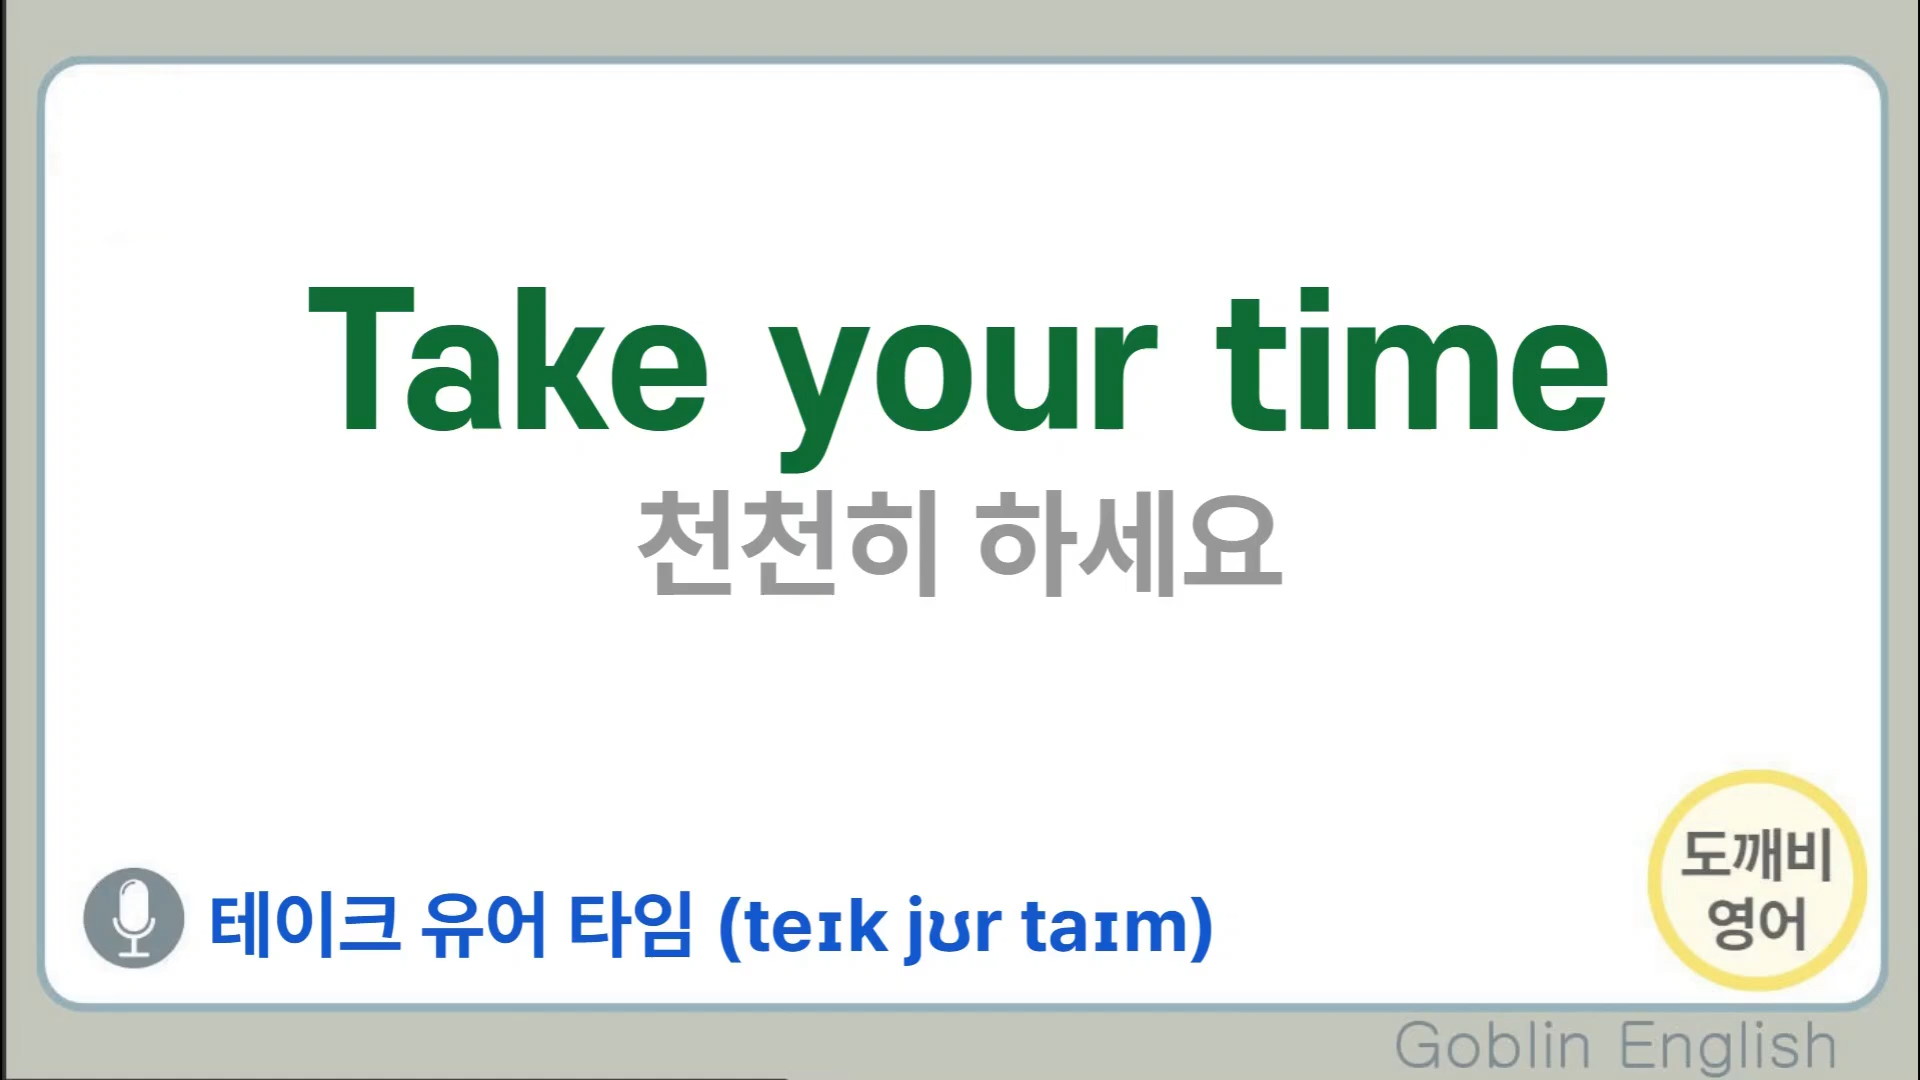 Take your time
천천히 하세요
테이크 유어 타임 (teɪk jʊr taɪm)
도깨비
영어
Goblin English